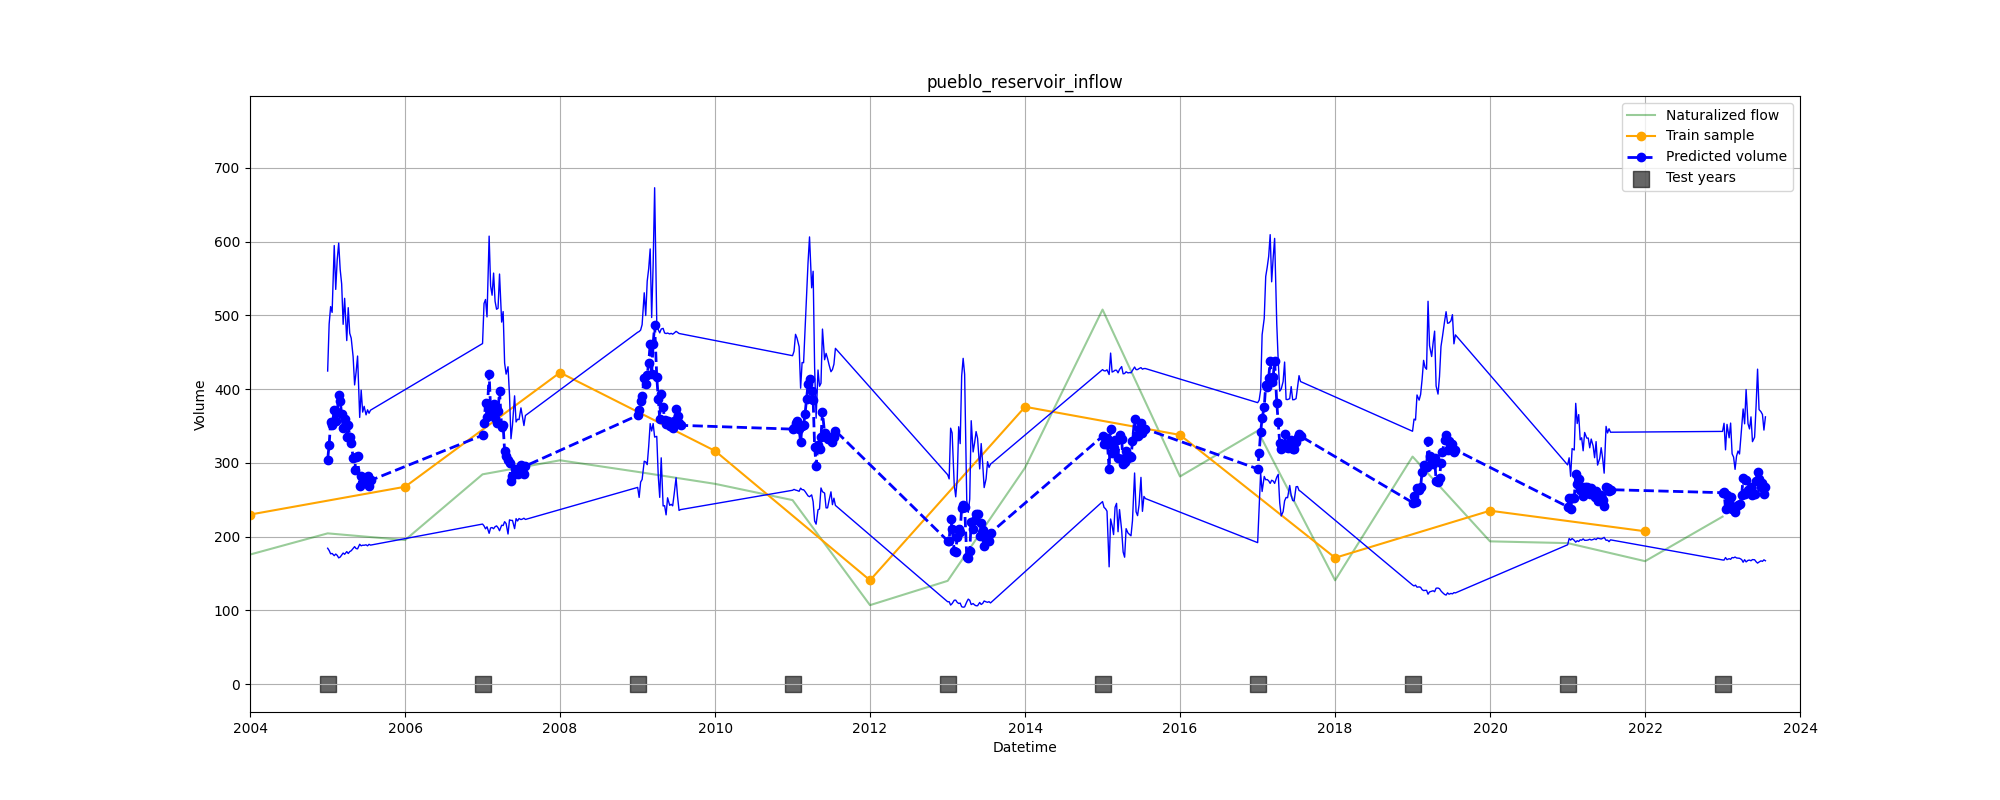 pueblo_reservoir_inflow
Naturalized flow
Train sample
Predicted volume
Test years
Volume
700
600
500
400
300
200
100
0
2004 2006 2008 2010 2012 2014 2016 2018 2020 2022 2024
Datetime